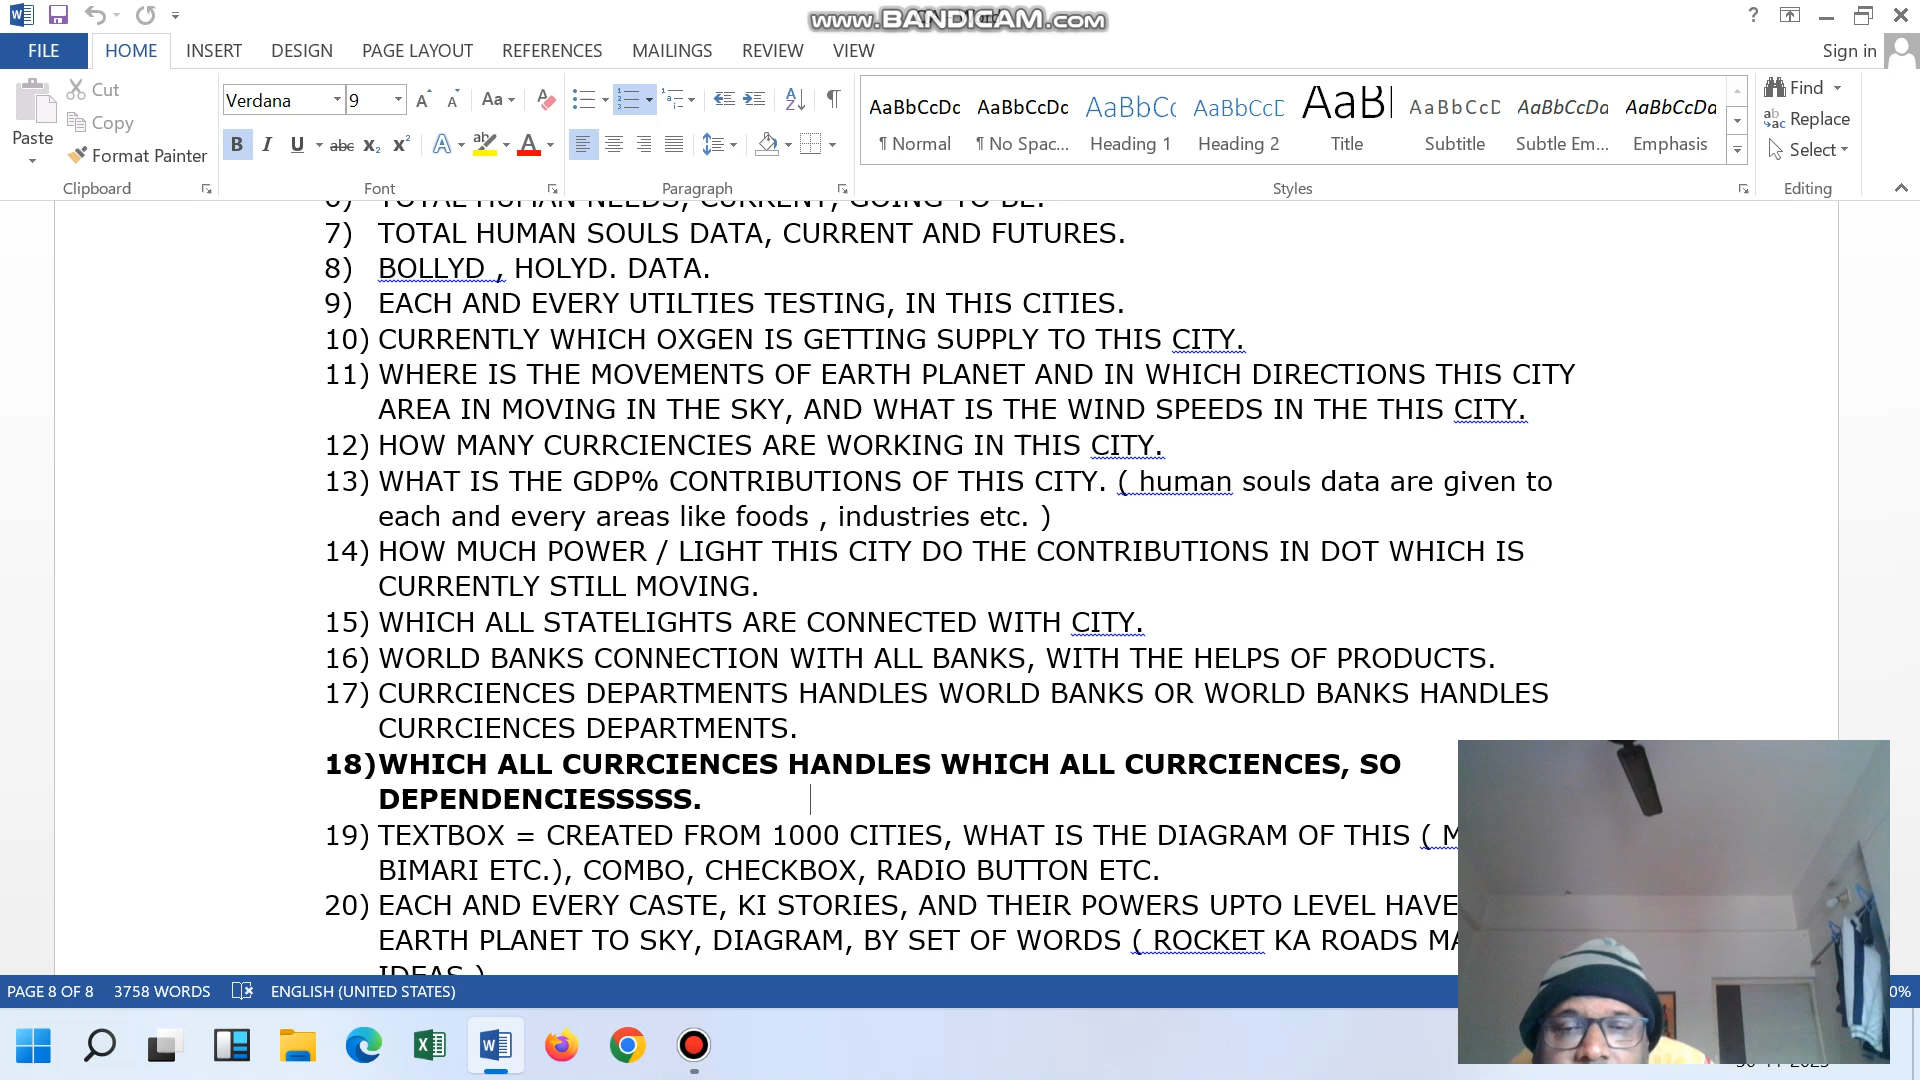 www.BANDICAM.com
FILE HOME INSERT DESIGN PAGE LAYOUT REFERENCES MAILINGS REVIEW VIEW Sign in
Cut
Copy
Paste
Format Painter
Verdana 9
AaBbCcDc AaBbCcDc AaBbC AaBbCcD AaB AaBbCcD AaBbCcDa AaBbCcDa
¶ Normal ¶ No Spac... Heading 1 Heading 2 Title Subtitle Subtle Em... Emphasis
Find
Replace
Select
Clipboard Font Paragraph Styles Editing
6) TOTAL HUMAN NEEDS, CURRENT, GOING TO BE.
7) TOTAL HUMAN SOULS DATA, CURRENT AND FUTURES.
8) BOLLYD , HOLYD. DATA.
9) EACH AND EVERY UTILTIES TESTING, IN THIS CITIES.
10) CURRENTLY WHICH OXGEN IS GETTING SUPPLY TO THIS CITY.
11) WHERE IS THE MOVEMENTS OF EARTH PLANET AND IN WHICH DIRECTIONS THIS CITY
AREA IN MOVING IN THE SKY, AND WHAT IS THE WIND SPEEDS IN THE THIS CITY.
12) HOW MANY CURRCIENCIES ARE WORKING IN THIS CITY.
13) WHAT IS THE GDP% CONTRIBUTIONS OF THIS CITY. ( human souls data are given to
each and every areas like foods , industries etc. )
14) HOW MUCH POWER / LIGHT THIS CITY DO THE CONTRIBUTIONS IN DOT WHICH IS
CURRENTLY STILL MOVING.
15) WHICH ALL STATELIGHTS ARE CONNECTED WITH CITY.
16) WORLD BANKS CONNECTION WITH ALL BANKS, WITH THE HELPS OF PRODUCTS.
17) CURRCIENCES DEPARTMENTS HANDLES WORLD BANKS OR WORLD BANKS HANDLES
CURRCIENCES DEPARTMENTS.
18) WHICH ALL CURRCIENCES HANDLES WHICH ALL CURRCIENCES, SO
DEPENDENCIESSSSS.
19) TEXTBOX = CREATED FROM 1000 CITIES, WHAT IS THE DIAGRAM OF THIS (
BIMARI ETC.), COMBO, CHECKBOX, RADIO BUTTON ETC.
20) EACH AND EVERY CASTE, KI STORIES, AND THEIR POWERS UPTO LEVEL HAVE
EARTH PLANET TO SKY, DIAGRAM, BY SET OF WORDS ( ROCKET KA ROADS
IDEAS )
PAGE 8 OF 8 3758 WORDS ENGLISH (UNITED STATES) 0%